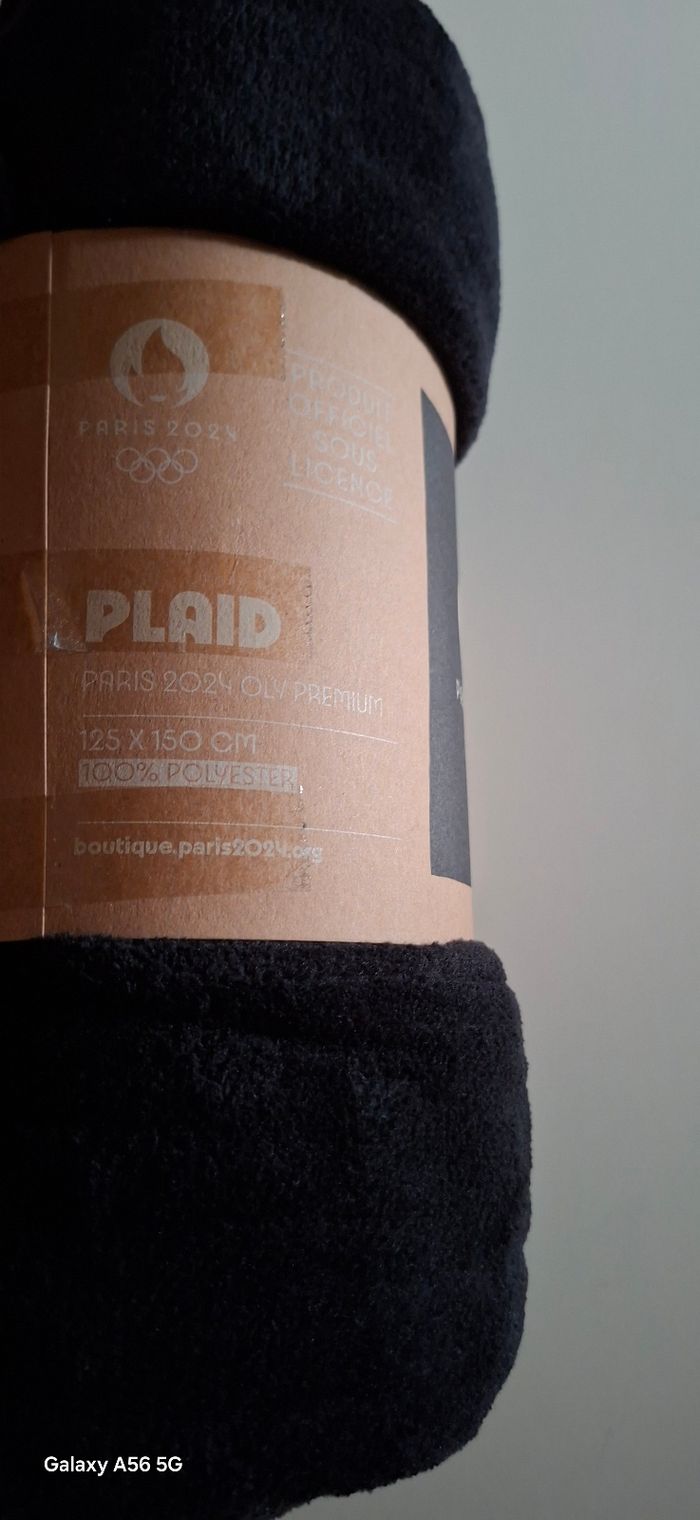 PARIS 2024
PRODUIT
OFFICIEL
SOUS
LICENCE
PLAID
PARIS 2024 OLY PREMIUM
125 X 150 CM
100% POLYESTER
boutique.paris2024.org
Galaxy A56 5G